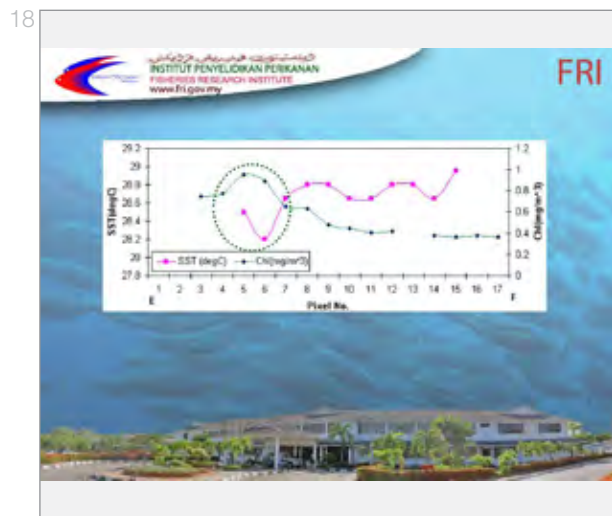 18
INSTITUT PENYELIDIKAN PERIKANAN
FISHERIES RESEARCH INSTITUTE
www.fri.gov.my
FRI
29.2
29
28.8
28.6
28.4
28.2
28
27.8
SST(degC)
1.2
1
0.8
0.6
0.4
0.2
0
Chl(mg/m^3)
SST (degC) Chl(mg/m^3)
1 2 3 4 5 6 7 8 9 10 11 12 13 14 15 16 17
E Pixel No. F